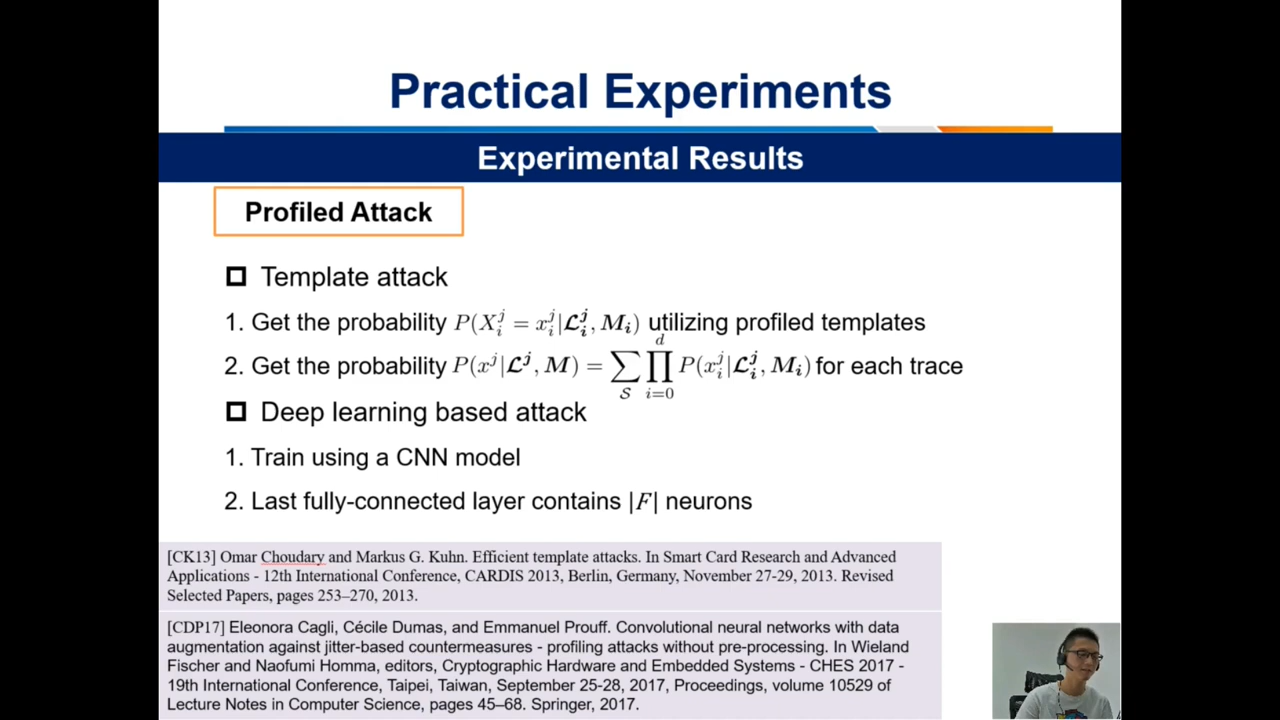 Practical Experiments
Experimental Results
Profiled Attack
Template attack
1. Get the probability P(X_i^j = x_i^j|𝓛_i^j, M_i) utilizing profiled templates
2. Get the probability P(x^j|𝓛^j, M) = ∑_𝒮 ∏_{i=0}^d P(x_i^j|𝓛_i^j, M_i) for each trace
Deep learning based attack
1. Train using a CNN model
2. Last fully-connected layer contains |F| neurons
[CK13] Omar Choudary and Markus G. Kuhn. Efficient template attacks. In Smart Card Research and Advanced
Applications - 12th International Conference, CARDIS 2013, Berlin, Germany, November 27-29, 2013. Revised
Selected Papers, pages 253–270, 2013.
[CDP17] Eleonora Cagli, Cécile Dumas, and Emmanuel Prouff. Convolutional neural networks with data
augmentation against jitter-based countermeasures - profiling attacks without pre-processing. In Wieland
Fischer and Naofumi Homma, editors, Cryptographic Hardware and Embedded Systems - CHES 2017 -
19th International Conference, Taipei, Taiwan, September 25-28, 2017, Proceedings, volume 10529 of
Lecture Notes in Computer Science, pages 45–68. Springer, 2017.